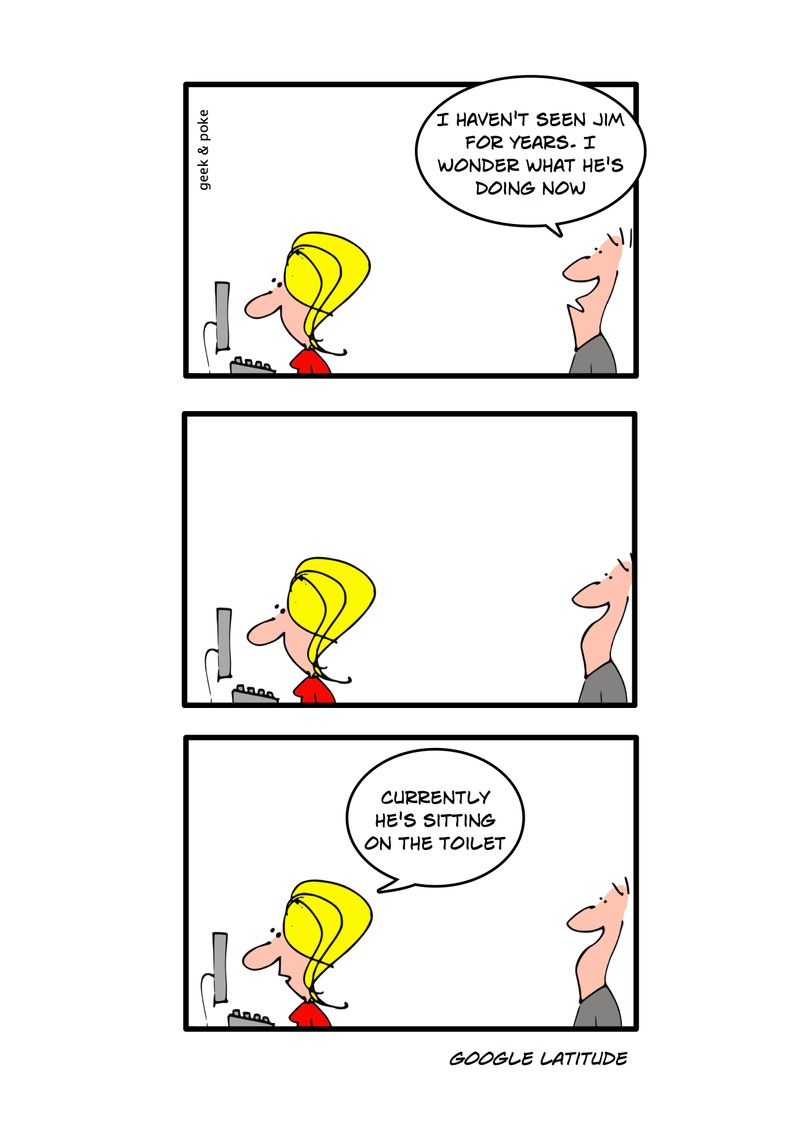 geek & poke
I HAVEN'T SEEN JIM
FOR YEARS. I
WONDER WHAT HE'S
DOING NOW
CURRENTLY
HE'S SITTING
ON THE TOILET
GOOGLE LATITUDE